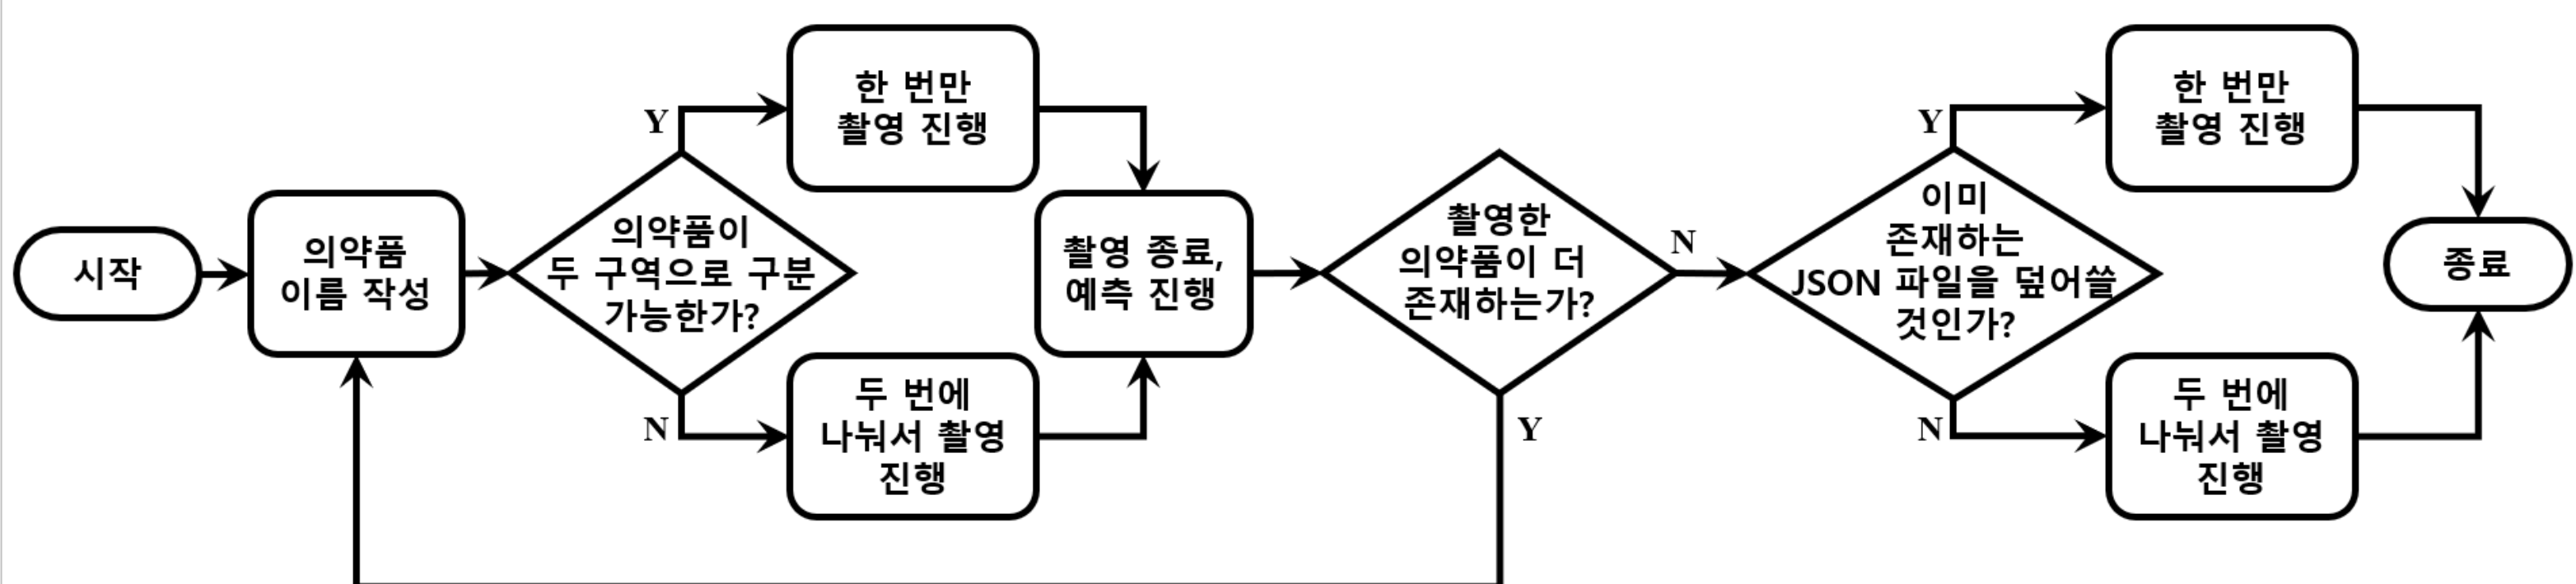 시작
의약품
이름 작성
의약품이
두 구역으로 구분
가능한가?
Y
한 번만
촬영 진행
N
두 번에
나눠서 촬영
진행
촬영 종료,
예측 진행
촬영한
의약품이 더
존재하는가?
Y
N
이미
존재하는
JSON 파일을 덮어쓸
것인가?
Y
한 번만
촬영 진행
N
두 번에
나눠서 촬영
진행
종료